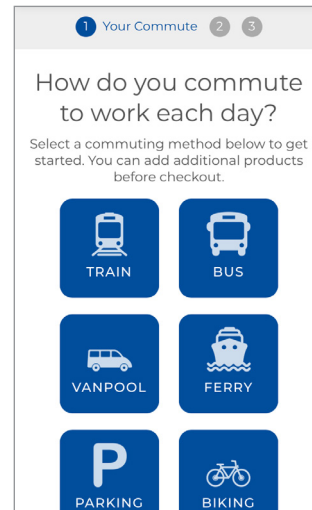 1 Your Commute 2 3
How do you commute
to work each day?
Select a commuting method below to get
started. You can add additional products
before checkout.
TRAIN BUS
VANPOOL FERRY
P
PARKING BIKING